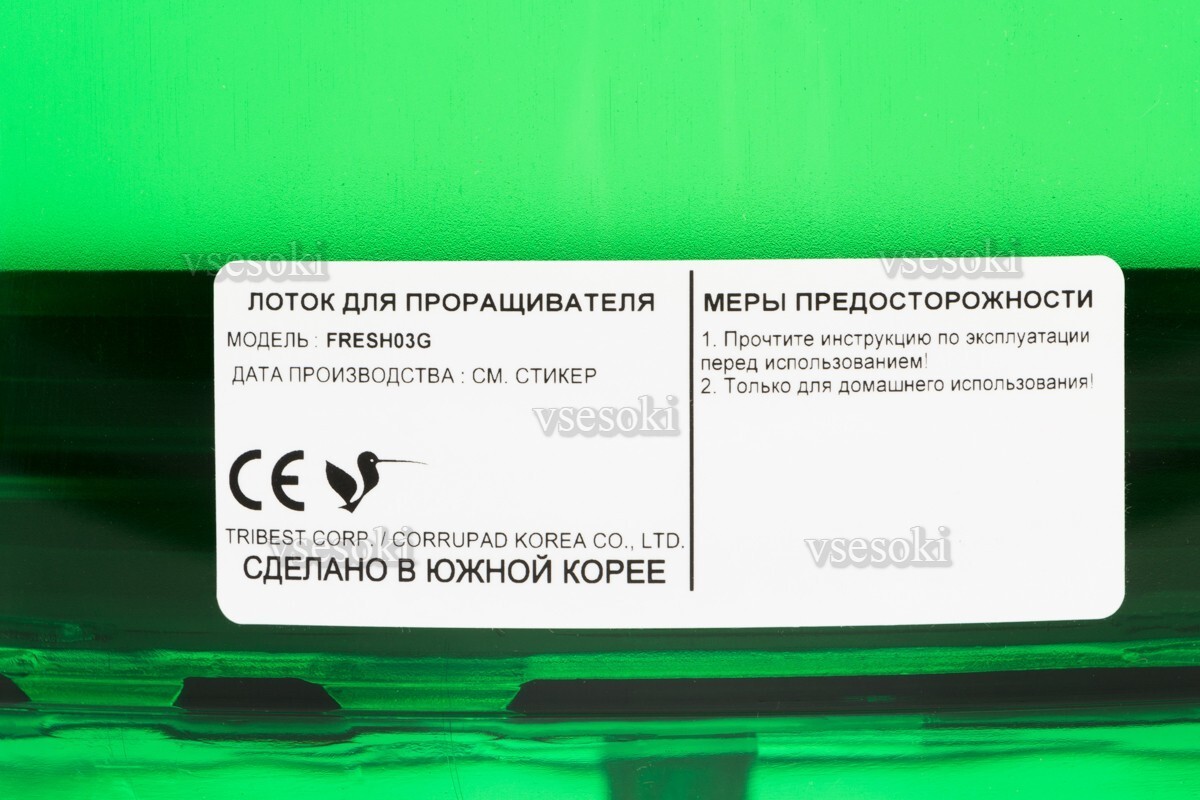 ЛОТОК ДЛЯ ПРОРАЩИВАТЕЛЯ
МОДЕЛЬ : FRESH03G
ДАТА ПРОИЗВОДСТВА : СМ. СТИКЕР
CE
TRIBEST CORP. / CORRUPAD KOREA CO., LTD.
СДЕЛАНО В ЮЖНОЙ КОРЕЕ
МЕРЫ ПРЕДОСТОРОЖНОСТИ
1. Прочтите инструкцию по эксплуатации
перед использованием!
2. Только для домашнего использования!
vsesoki
vsesoki
vsesoki
vsesoki
vsesoki